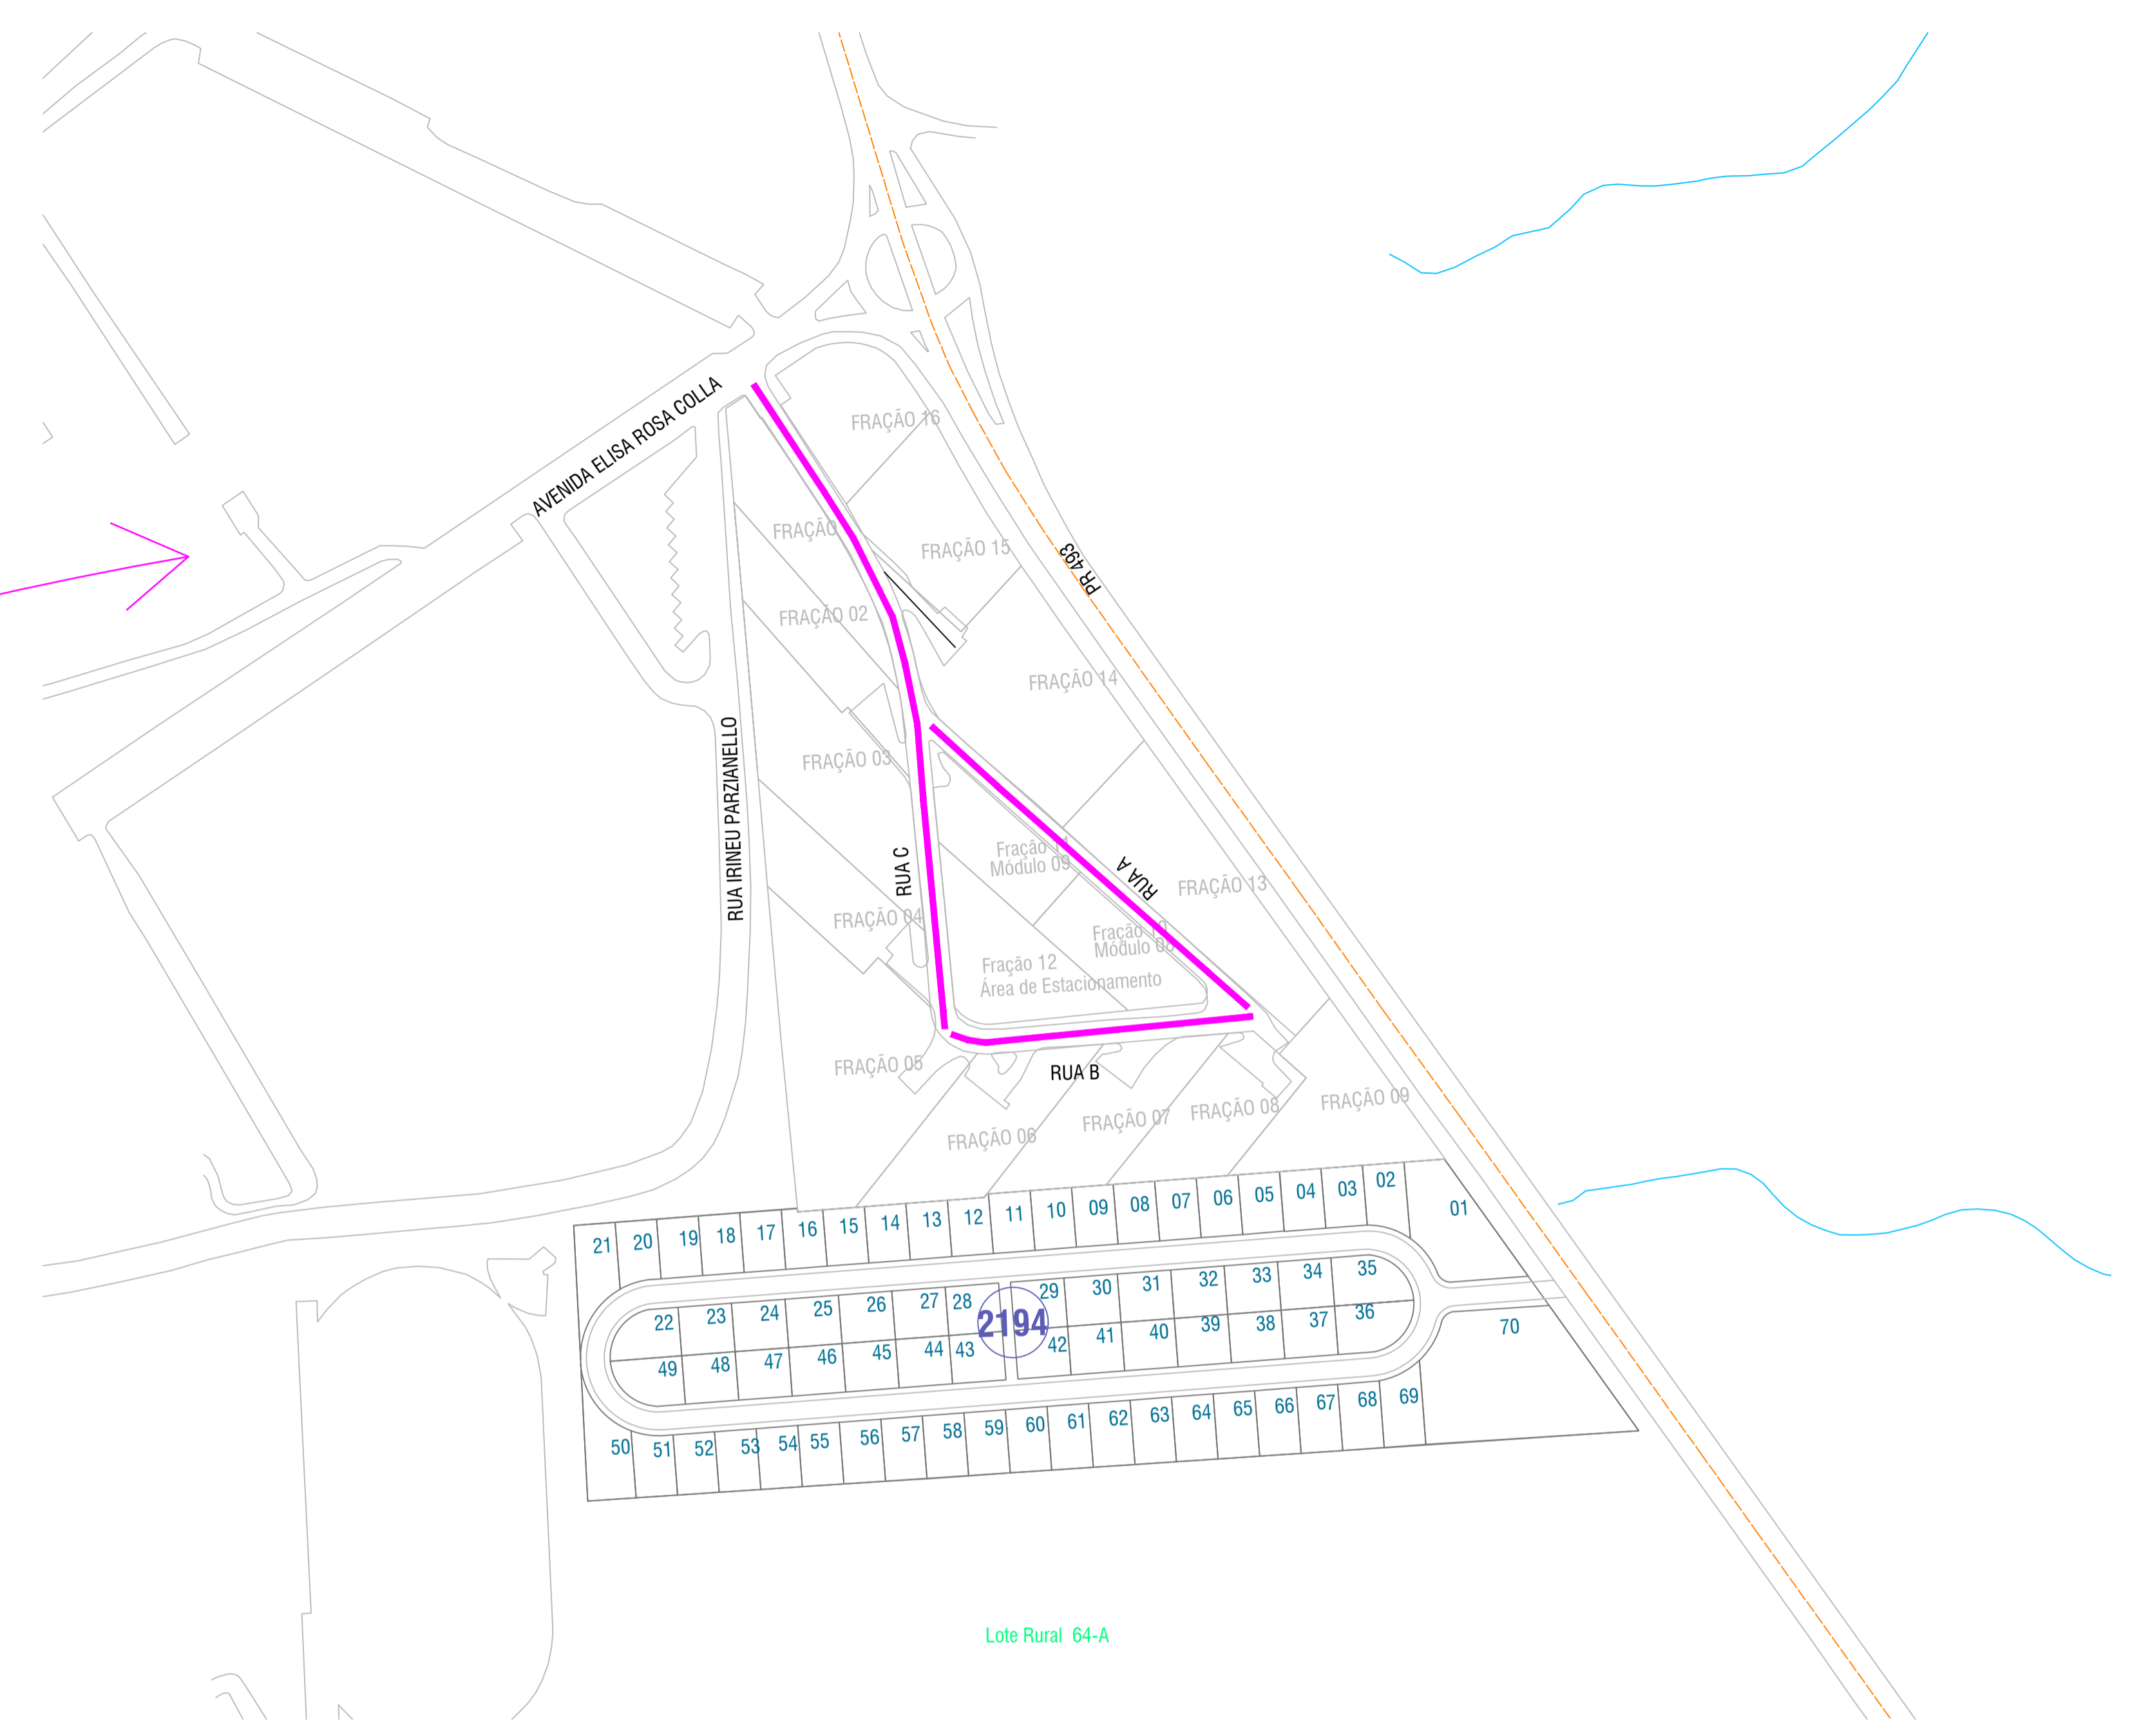 AVENIDA ELISA ROSA COLLA
FRAÇÃO 16
FRAÇÃO
FRAÇÃO 15
PR 493
FRAÇÃO 02
FRAÇÃO 14
RUA IRINEU PARZIANELLO
FRAÇÃO 03
RUA C
Fração 11
Módulo 09
RUA A
FRAÇÃO 13
FRAÇÃO 04
Fração 10
Módulo 08
Fração 12
Área de Estacionamento
FRAÇÃO 05
RUA B
FRAÇÃO 06
FRAÇÃO 07
FRAÇÃO 08
FRAÇÃO 09
21 20 19 18 17 16 15 14 13 12 11 10 09 08 07 06 05 04 03 02 01
22 23 24 25 26 27 28 29 30 31 32 33 34 35
2194
49 48 47 46 45 44 43 42 41 40 39 38 37 36
70
50 51 52 53 54 55 56 57 58 59 60 61 62 63 64 65 66 67 68 69
Lote Rural 64-A